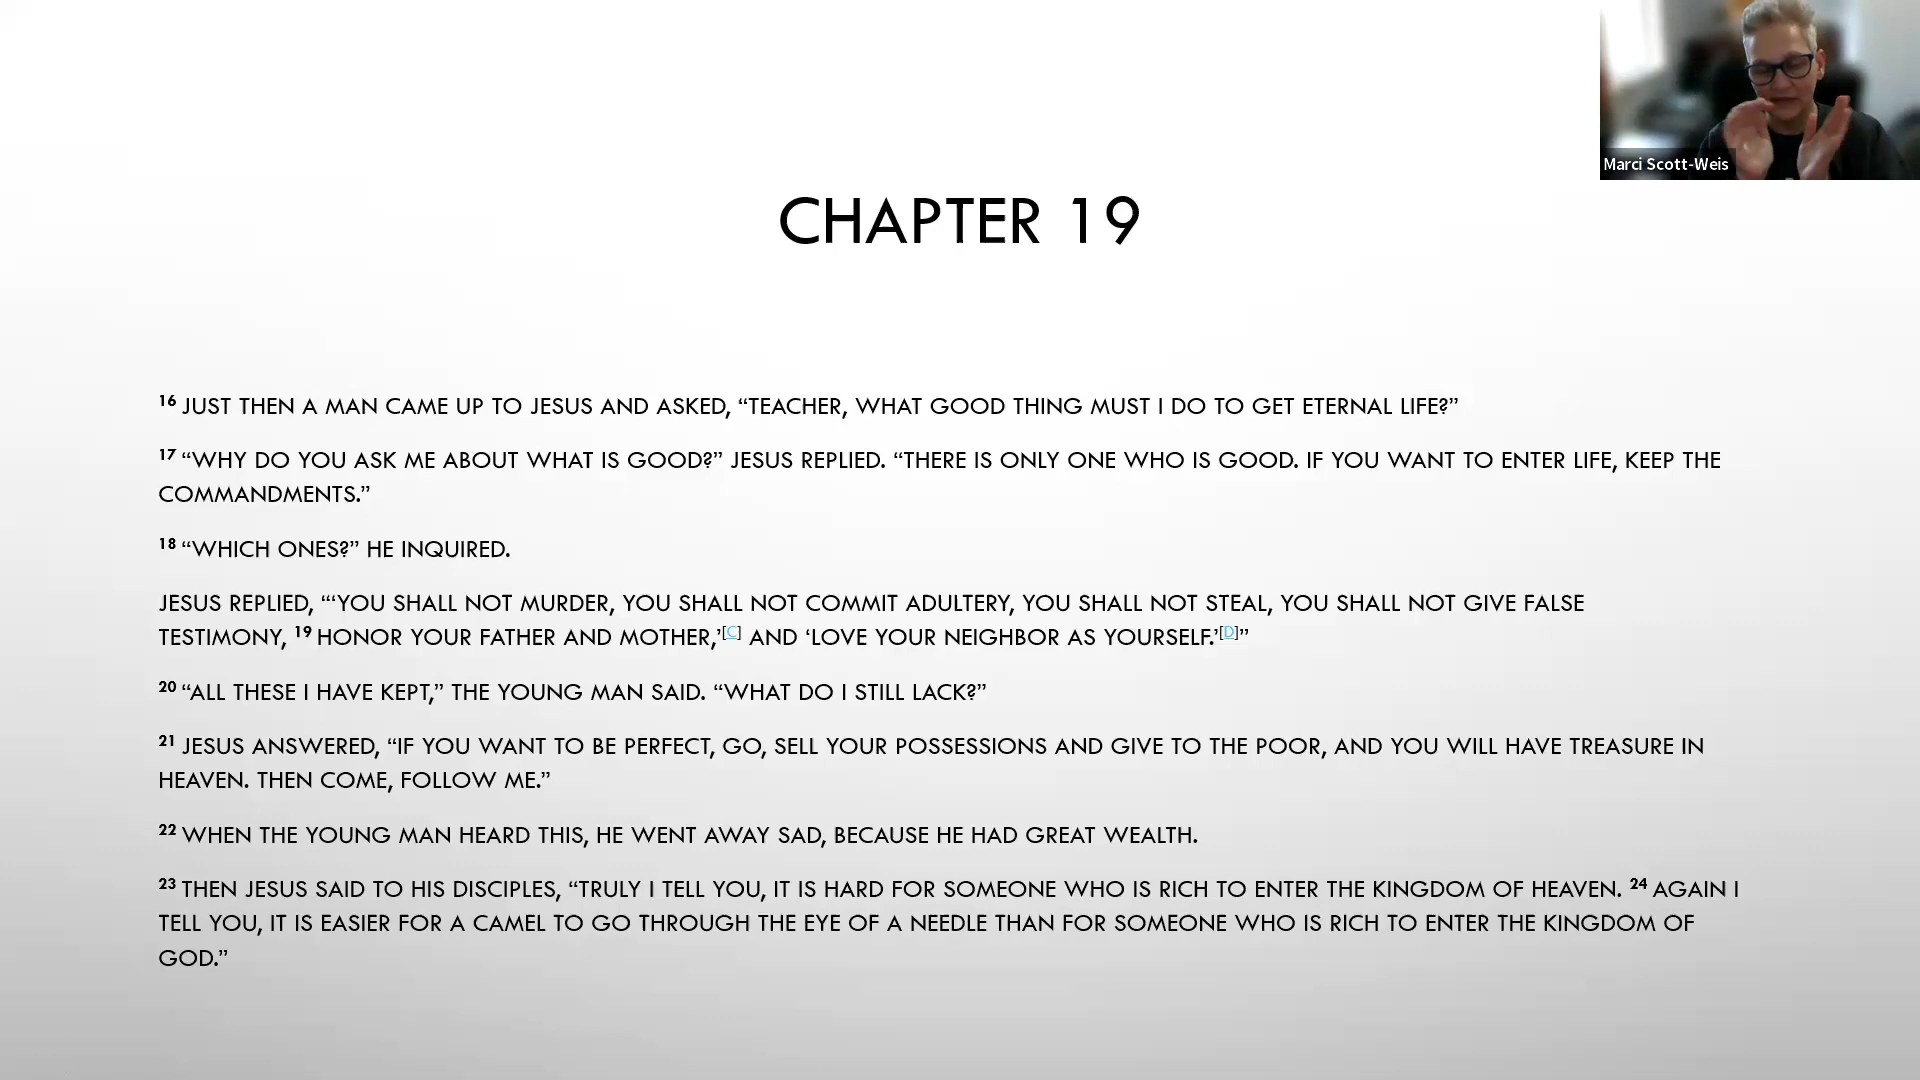 Marci Scott-Weis
CHAPTER 19
16 JUST THEN A MAN CAME UP TO JESUS AND ASKED, “TEACHER, WHAT GOOD THING MUST I DO TO GET ETERNAL LIFE?”
17 “WHY DO YOU ASK ME ABOUT WHAT IS GOOD?” JESUS REPLIED. “THERE IS ONLY ONE WHO IS GOOD. IF YOU WANT TO ENTER LIFE, KEEP THE
COMMANDMENTS.”
18 “WHICH ONES?” HE INQUIRED.
JESUS REPLIED, “‘YOU SHALL NOT MURDER, YOU SHALL NOT COMMIT ADULTERY, YOU SHALL NOT STEAL, YOU SHALL NOT GIVE FALSE
TESTIMONY, 19 HONOR YOUR FATHER AND MOTHER,’[C] AND ‘LOVE YOUR NEIGHBOR AS YOURSELF.’[D]”
20 “ALL THESE I HAVE KEPT,” THE YOUNG MAN SAID. “WHAT DO I STILL LACK?”
21 JESUS ANSWERED, “IF YOU WANT TO BE PERFECT, GO, SELL YOUR POSSESSIONS AND GIVE TO THE POOR, AND YOU WILL HAVE TREASURE IN
HEAVEN. THEN COME, FOLLOW ME.”
22 WHEN THE YOUNG MAN HEARD THIS, HE WENT AWAY SAD, BECAUSE HE HAD GREAT WEALTH.
23 THEN JESUS SAID TO HIS DISCIPLES, “TRULY I TELL YOU, IT IS HARD FOR SOMEONE WHO IS RICH TO ENTER THE KINGDOM OF HEAVEN. 24 AGAIN I
TELL YOU, IT IS EASIER FOR A CAMEL TO GO THROUGH THE EYE OF A NEEDLE THAN FOR SOMEONE WHO IS RICH TO ENTER THE KINGDOM OF
GOD.”